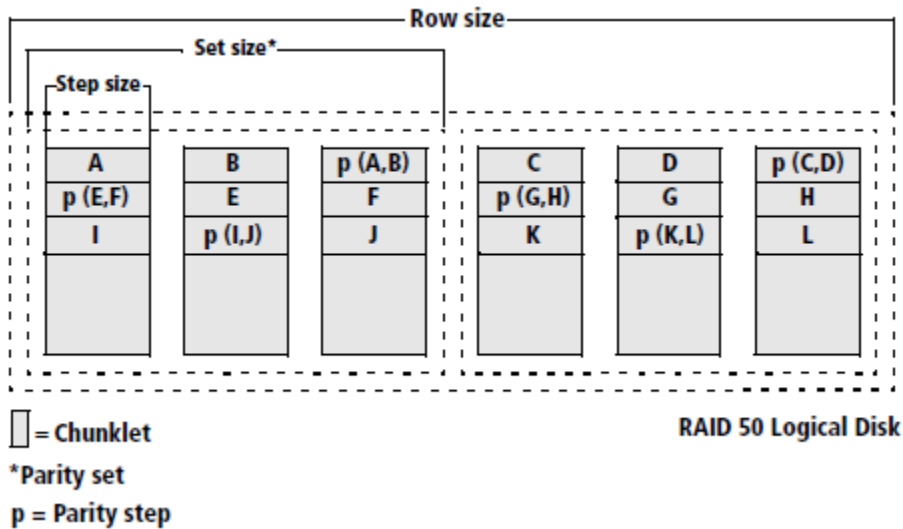 Row size
Set size*
Step size
A B p (A,B) C D p (C,D)
p (E,F) E F p (G,H) G H
I p (I,J) J K p (K,L) L
= Chunklet RAID 50 Logical Disk
*Parity set
p = Parity step